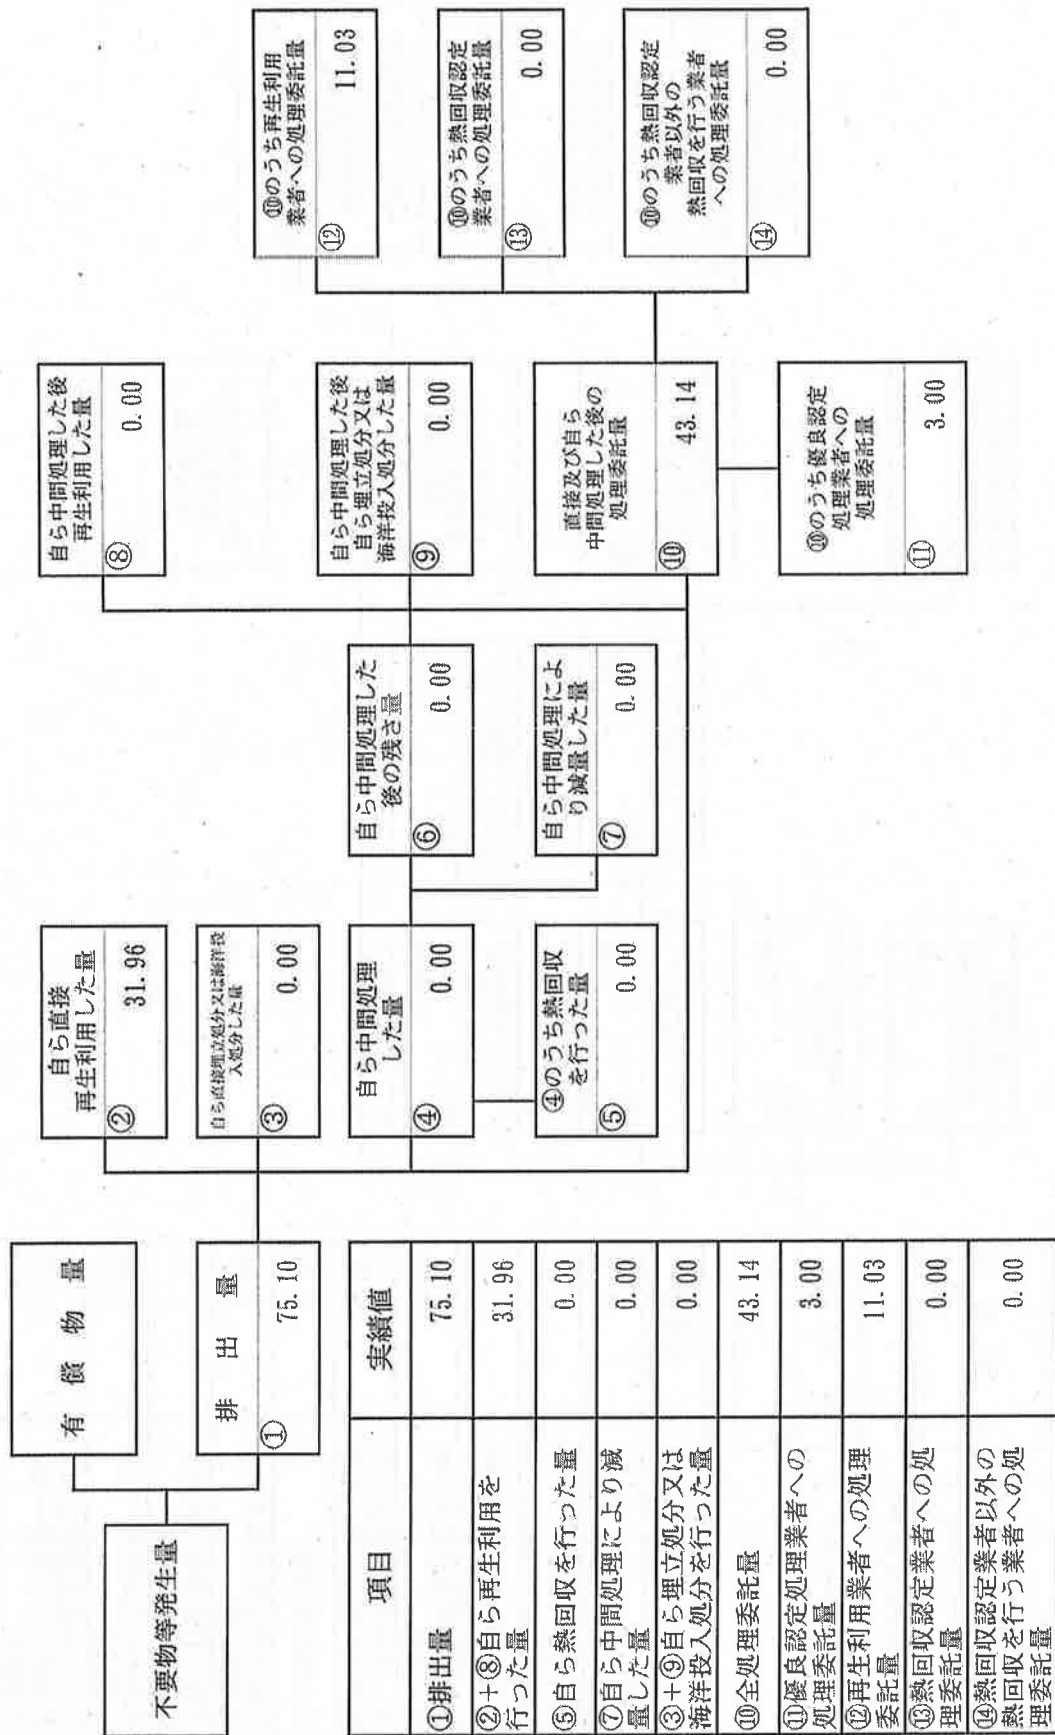 不要物等発生量
有 償 物 量
排 出 量
① 75.10
自ら直接
再生利用した量
② 31.96
自ら直接埋立処分又は海洋投
入処分した量
③ 0.00
自ら中間処理
した量
④ 0.00
④のうち熱回収
を行った量
⑤ 0.00
自ら中間処理した
後の残さ量
⑥ 0.00
自ら中間処理によ
り減量した量
⑦ 0.00
自ら中間処理した後
再生利用した量
⑧ 0.00
自ら中間処理した後
自ら埋立処分又は
海洋投入処分した量
⑨ 0.00
直接及び自ら
中間処理した後の
処理委託量
⑩ 43.14
⑩のうち優良認定
処理業者への
処理委託量
⑪ 3.00
⑩のうち再生利用
業者への処理委託量
⑫ 11.03
⑩のうち熱回収認定
業者への処理委託量
⑬ 0.00
⑩のうち熱回収認定
業者以外の
熱回収を行う業者
への処理委託量
⑭ 0.00
項目 実績値
①排出量 75.10
②+⑧自ら再生利用を
行った量 31.96
⑤自ら熱回収を行った量 0.00
⑦自ら中間処理により減
量した量 0.00
③+⑨自ら埋立処分又は
海洋投入処分を行った量 0.00
⑩全処理委託量 43.14
⑪優良認定処理業者への
処理委託量 3.00
⑫再生利用業者への処理
委託量 11.03
⑬熱回収認定業者への処
理委託量 0.00
⑭熱回収認定業者以外の
熱回収を行う業者への処
理委託量 0.00